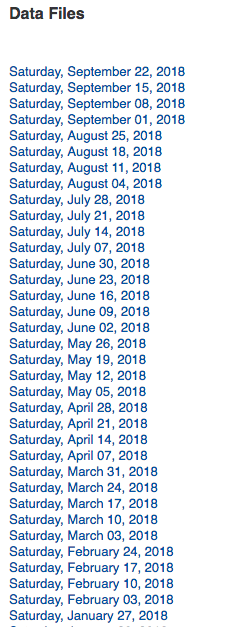 Data Files
Saturday, September 22, 2018
Saturday, September 15, 2018
Saturday, September 08, 2018
Saturday, September 01, 2018
Saturday, August 25, 2018
Saturday, August 18, 2018
Saturday, August 11, 2018
Saturday, August 04, 2018
Saturday, July 28, 2018
Saturday, July 21, 2018
Saturday, July 14, 2018
Saturday, July 07, 2018
Saturday, June 30, 2018
Saturday, June 23, 2018
Saturday, June 16, 2018
Saturday, June 09, 2018
Saturday, June 02, 2018
Saturday, May 26, 2018
Saturday, May 19, 2018
Saturday, May 12, 2018
Saturday, May 05, 2018
Saturday, April 28, 2018
Saturday, April 21, 2018
Saturday, April 14, 2018
Saturday, April 07, 2018
Saturday, March 31, 2018
Saturday, March 24, 2018
Saturday, March 17, 2018
Saturday, March 10, 2018
Saturday, March 03, 2018
Saturday, February 24, 2018
Saturday, February 17, 2018
Saturday, February 10, 2018
Saturday, February 03, 2018
Saturday, January 27, 2018